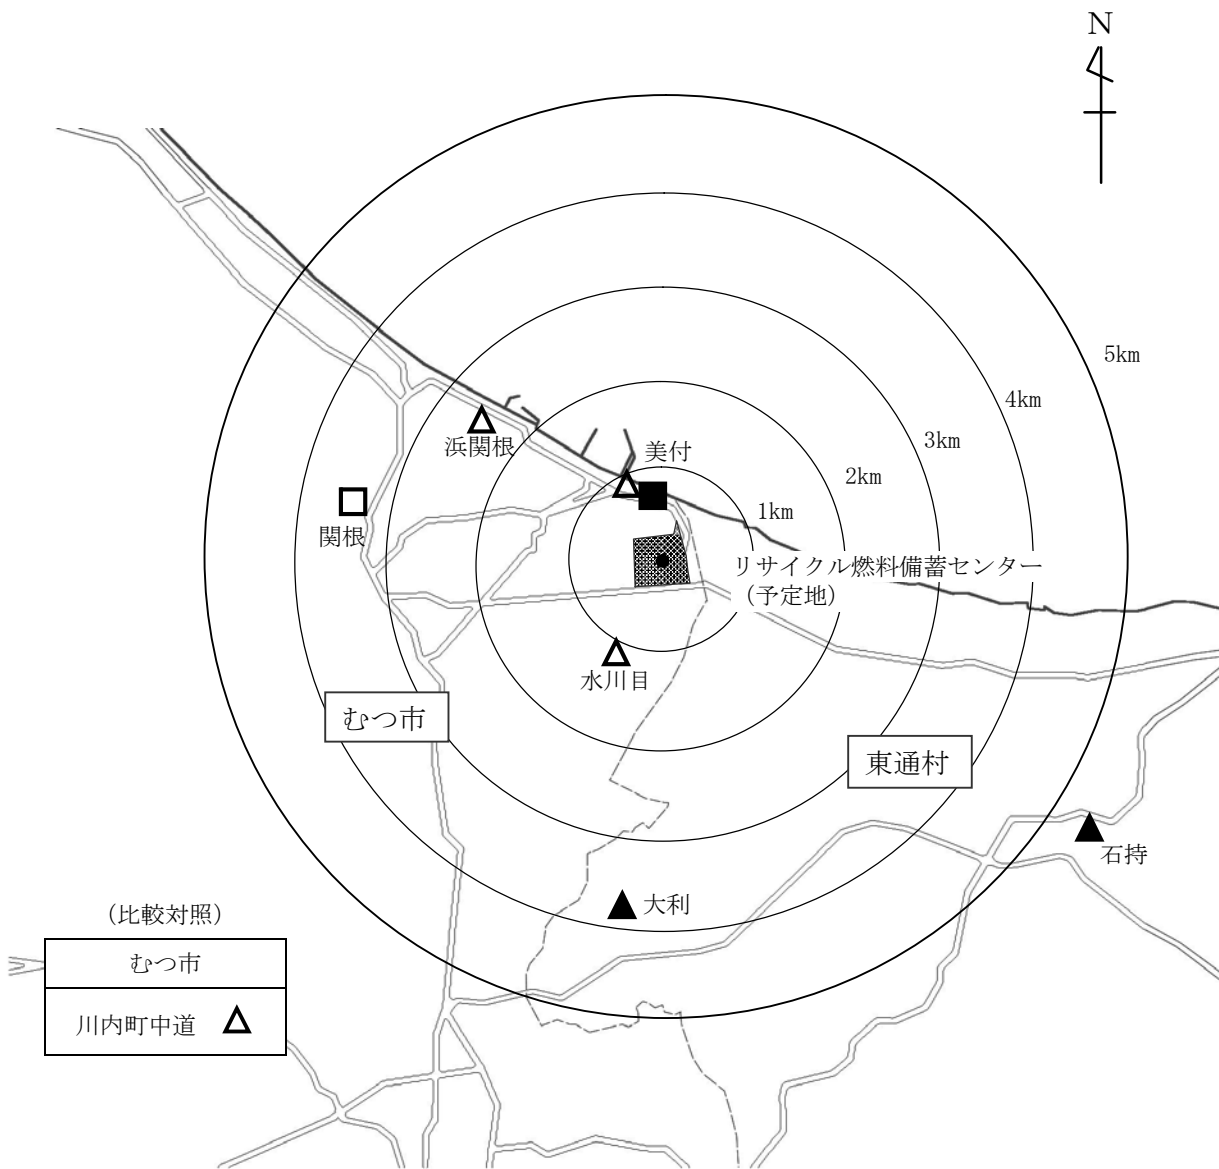 N
5km
4km
3km
2km
1km
浜関根
美付
関根
リサイクル燃料備蓄センター
（予定地）
水川目
むつ市
東通村
石持
大利
（比較対照）
むつ市
川内町中道